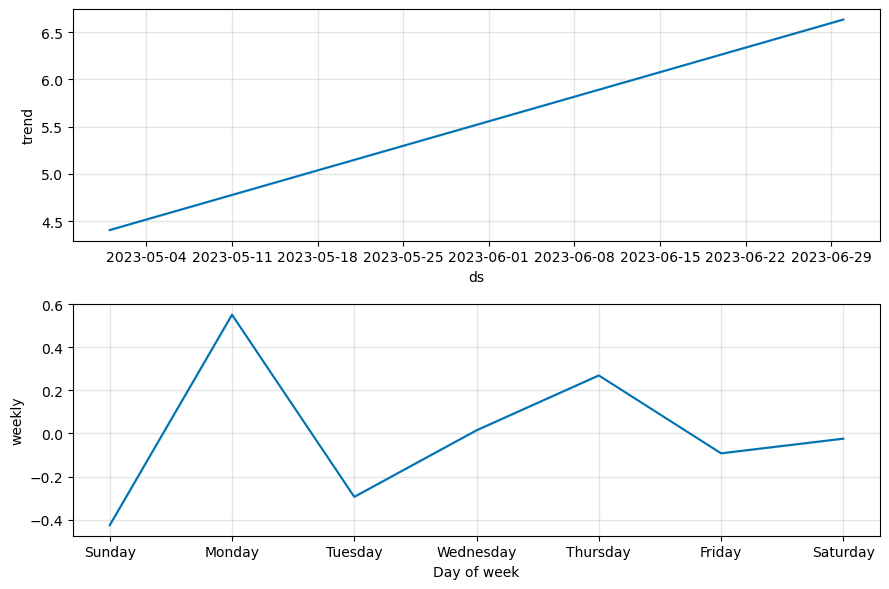 6.5
6.0
5.5
5.0
4.5
trend
2023-05-04 2023-05-11 2023-05-18 2023-05-25 2023-06-01 2023-06-08 2023-06-15 2023-06-22 2023-06-29
ds
0.6
0.4
0.2
0.0
−0.2
−0.4
weekly
Sunday Monday Tuesday Wednesday Thursday Friday Saturday
Day of week